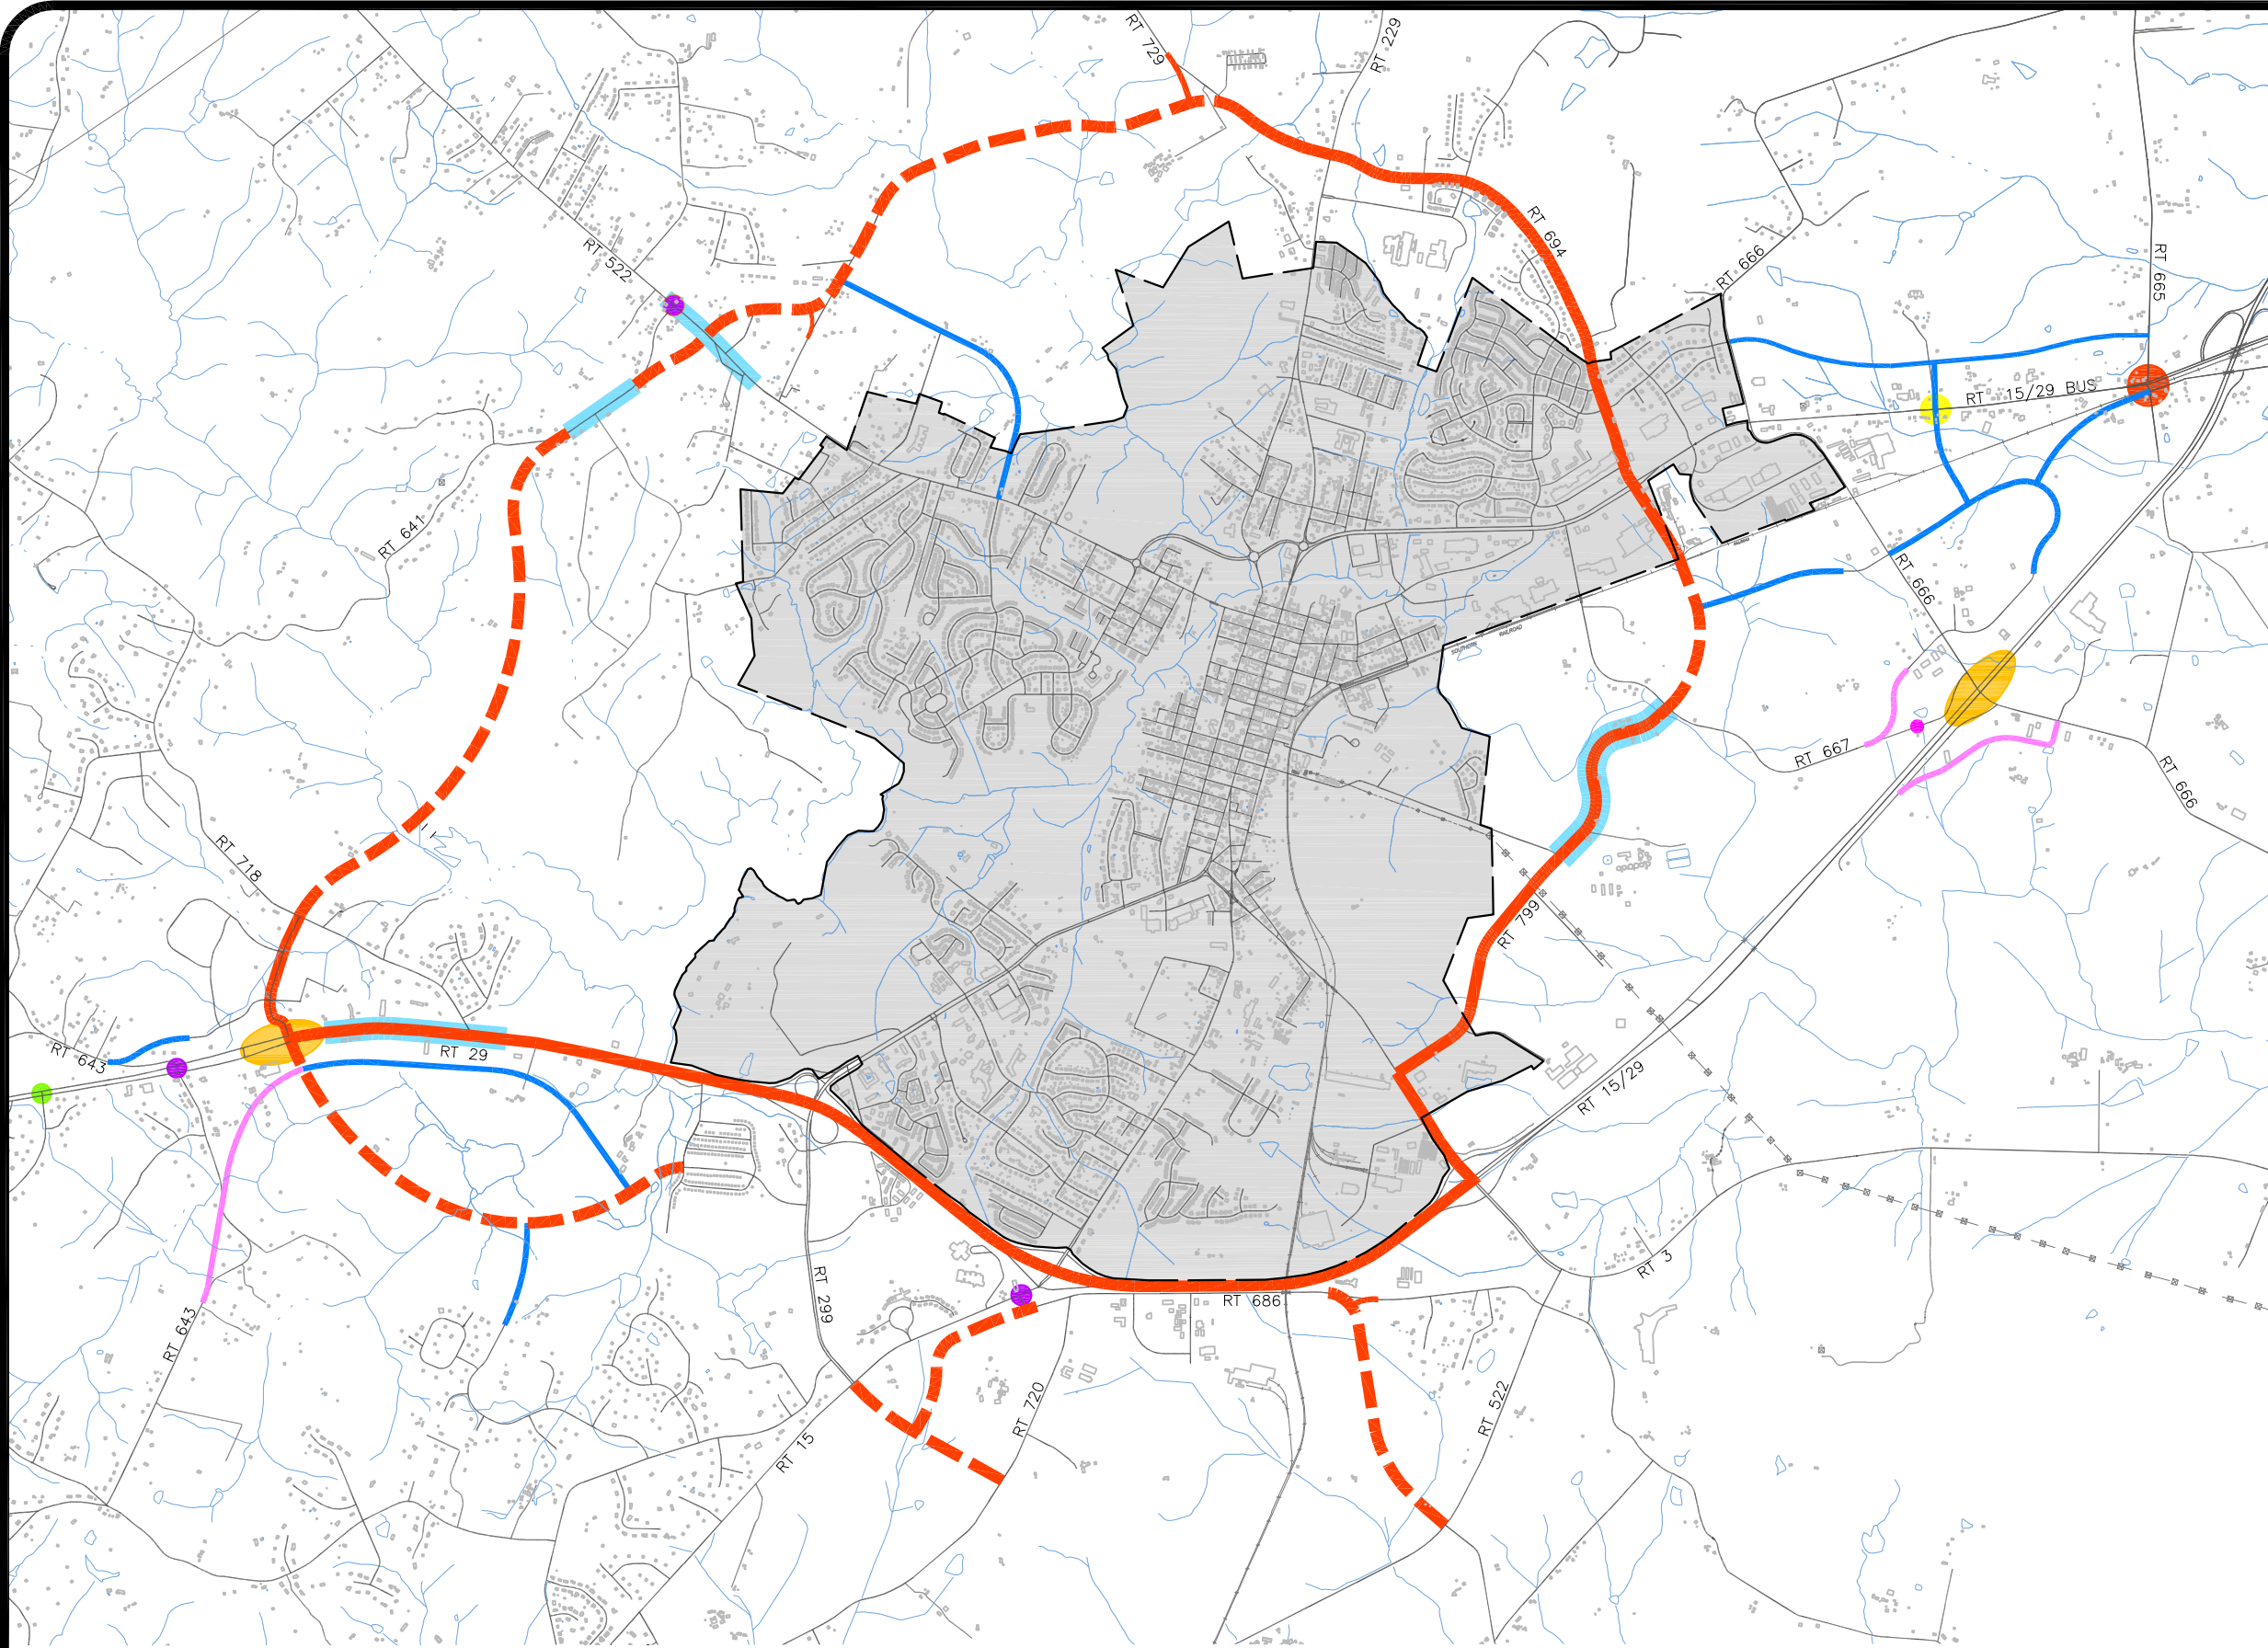 RT 729
RT 229
RT 522
RT 694
RT 666
RT 665
RT 15/29 BUS
RT 641
RT 666
SOUTHERN
RAILROAD
RT 667
RT 666
RT 718
RT 799
RT 643
RT 29
RT 15/29
RT 3
RT 299
RT 686
RT 643
RT 720
RT 522
RT 15